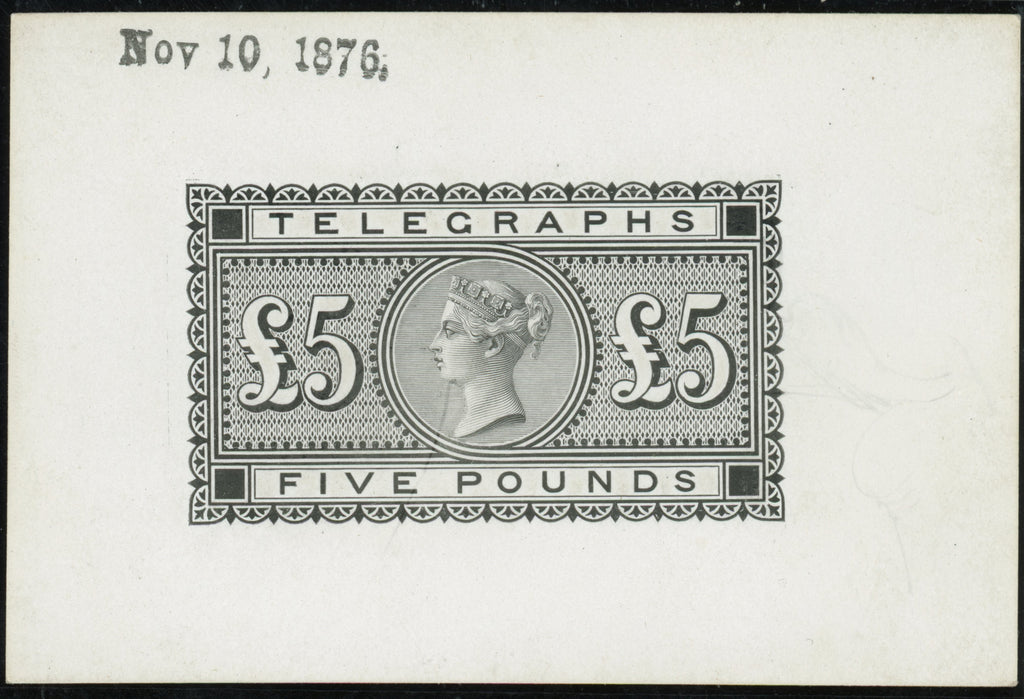 Nov 10, 1876.
TELEGRAPHS
£5 £5
FIVE POUNDS